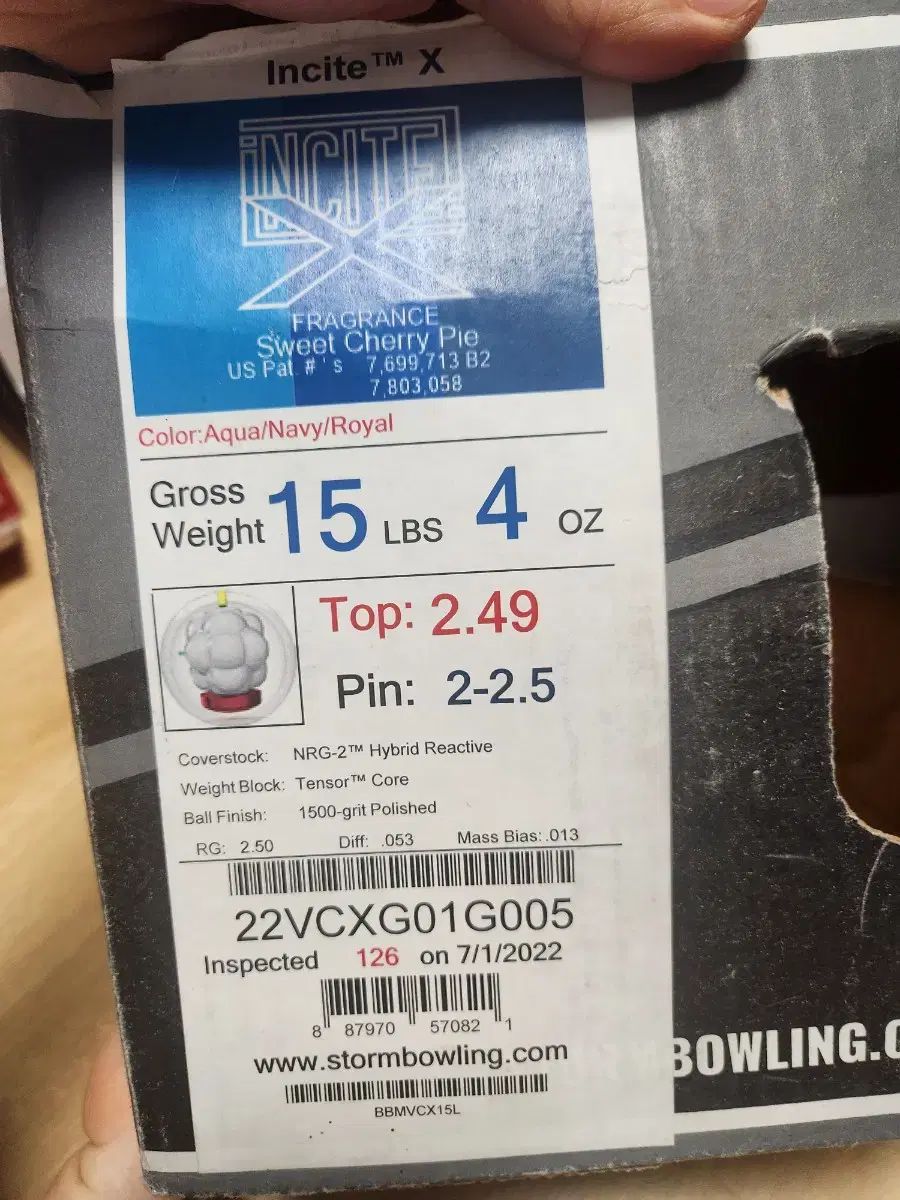 Incite™ X
INCITE
X
FRAGRANCE
Sweet Cherry Pie
US Pat # ' s 7,699,713 B2
7,803,058
Color:Aqua/Navy/Royal
Gross Weight 15 LBS 4 OZ
Top: 2.49
Pin: 2-2.5
Coverstock: NRG-2™ Hybrid Reactive
Weight Block: Tensor™ Core
Ball Finish: 1500-grit Polished
RG: 2.50 Diff: .053 Mass Bias: .013
22VCXG01G005
Inspected 126 on 7/1/2022
8 87970 57082 1
www.stormbowling.com
BBMVCX15L
BOWLING.C